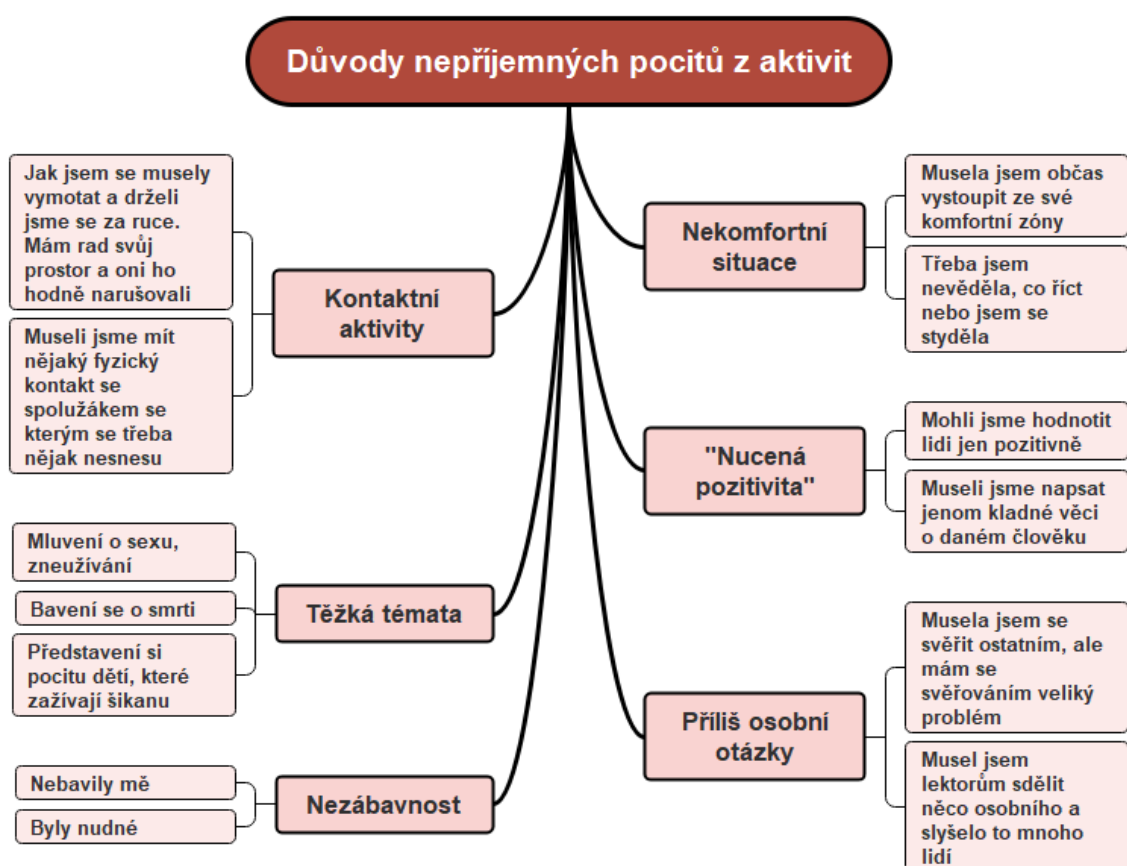 Důvody nepříjemných pocitů z aktivit
Kontaktní
aktivity
Jak jsem se musely
vymotat a drželi
jsme se za ruce.
Mám rad svůj
prostor a oni ho
hodně narušovali
Museli jsme mít
nějaký fyzický
kontakt se
spolužákem se
kterým se třeba
nějak nesnesu
Těžká témata
Mluvení o sexu,
zneužívání
Bavení se o smrti
Představení si
pocitu dětí, které
zažívají šikanu
Nezábavnost
Nebavily mě
Byly nudné
Nekomfortní
situace
Musela jsem občas
vystoupit ze své
komfortní zóny
Třeba jsem
nevěděla, co říct
nebo jsem se
styděla
"Nucená
pozitivita"
Mohli jsme hodnotit
lidi jen pozitivně
Museli jsme napsat
jenom kladné věci
o daném člověku
Příliš osobní
otázky
Musela jsem se
svěřit ostatním, ale
mám se
svěřováním veliký
problém
Musel jsem
lektorům sdělit
něco osobního a
slyšelo to mnoho
lidí